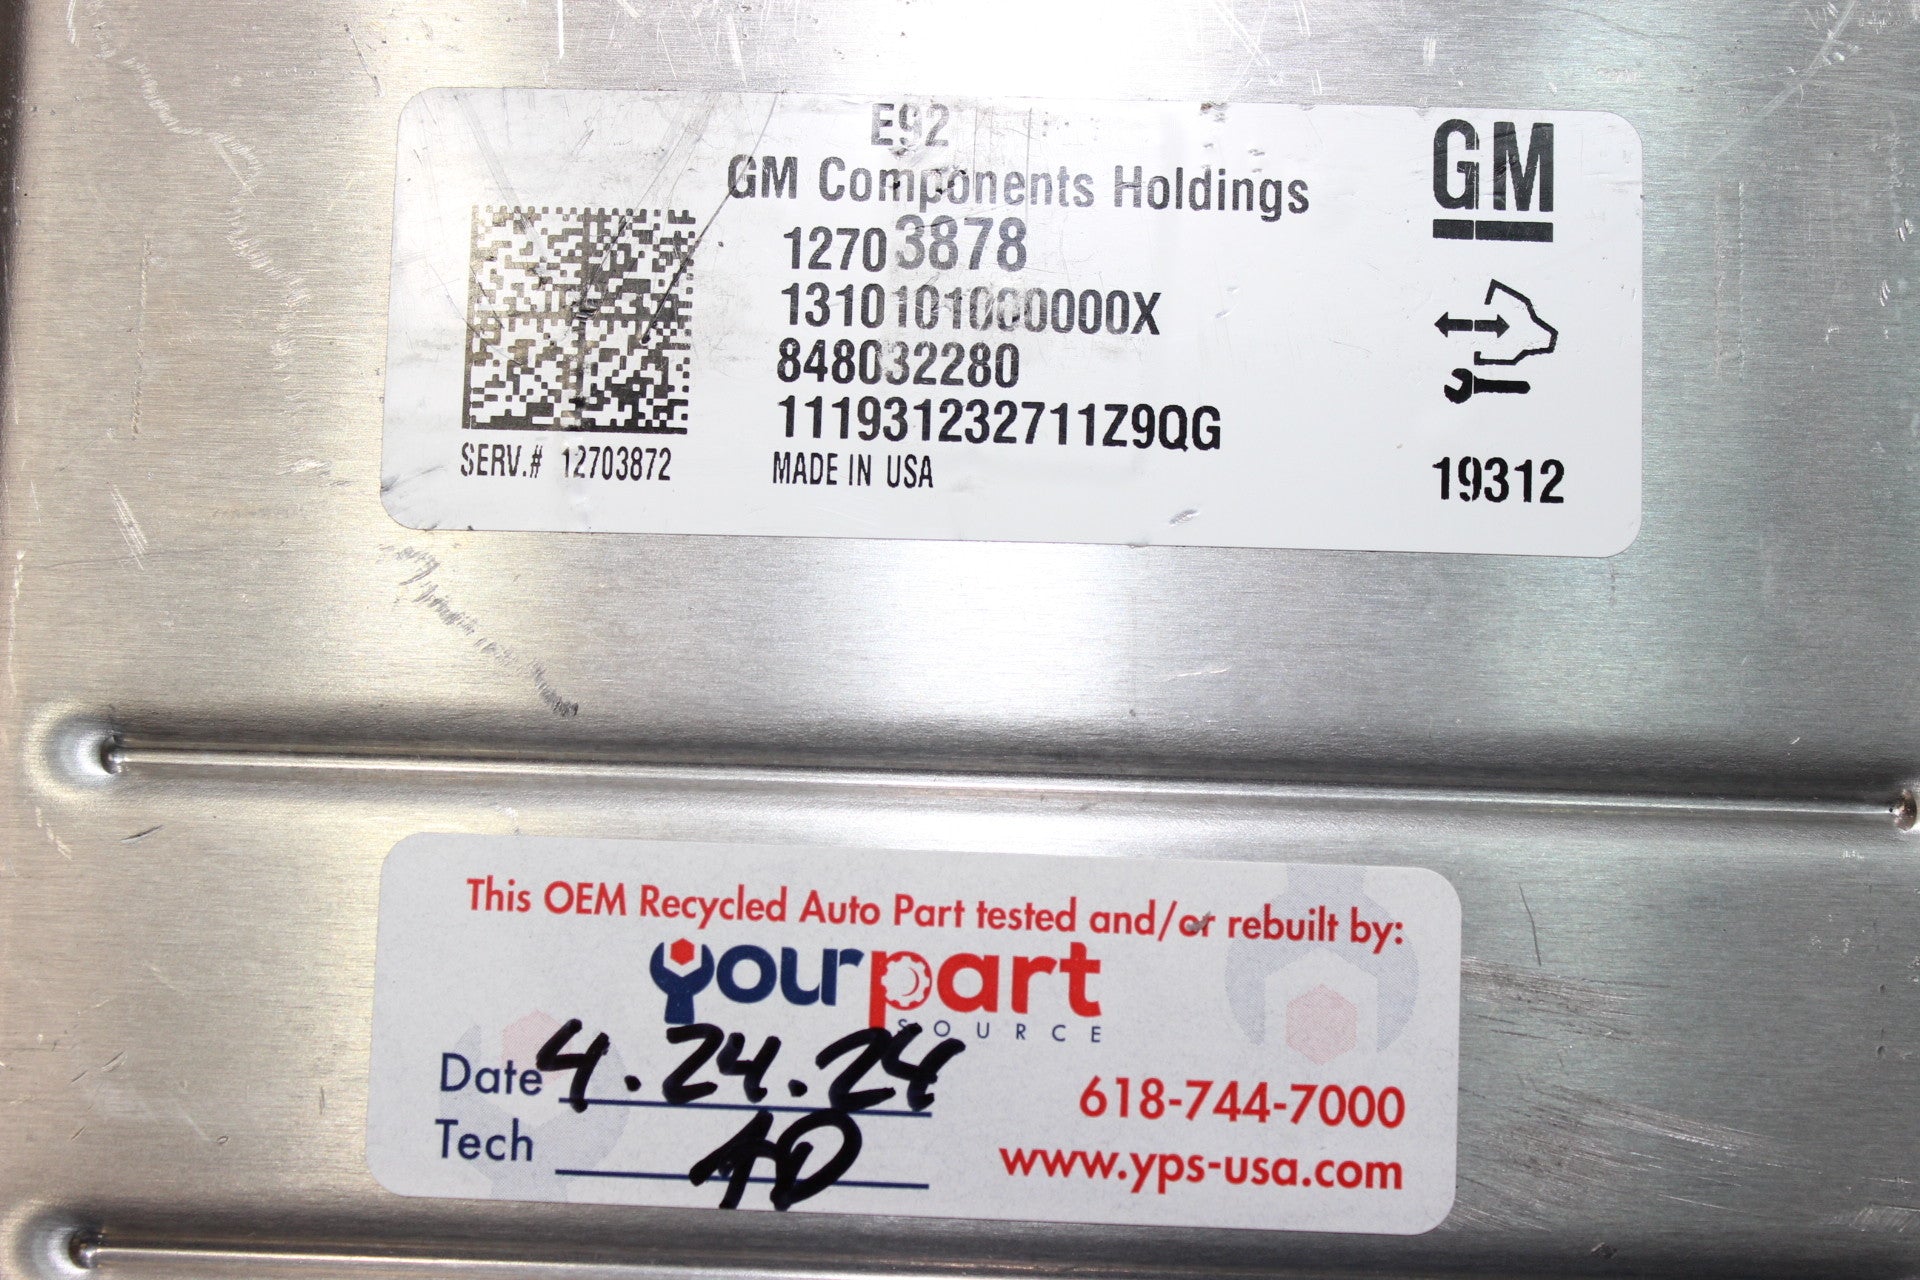 E92
GM Components Holdings
GM
12703878
1310101000000X
848032280
111931232711Z9QG
SERV.# 12703872
MADE IN USA
19312
This OEM Recycled Auto Part tested and/or rebuilt by:
yourpart
SOURCE
Date 4.24.24
618-744-7000
Tech AD
www.yps-usa.com